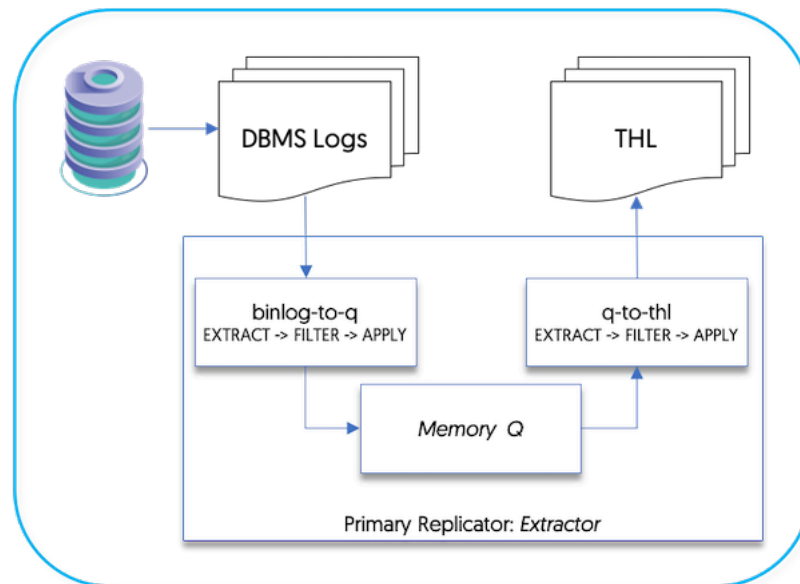 DBMS Logs
THL
binlog-to-q
EXTRACT -> FILTER -> APPLY
q-to-thl
EXTRACT -> FILTER -> APPLY
Memory Q
Primary Replicator: Extractor